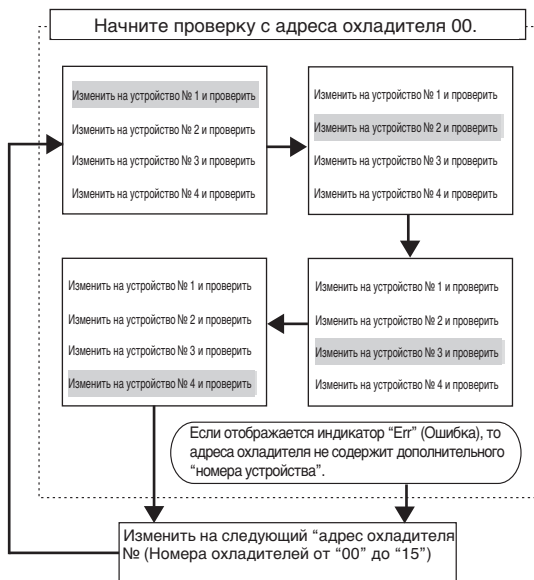 Начните проверку с адреса охладителя 00.
Изменить на устройство № 1 и проверить
Изменить на устройство № 2 и проверить
Изменить на устройство № 3 и проверить
Изменить на устройство № 4 и проверить
Изменить на устройство № 1 и проверить
Изменить на устройство № 2 и проверить
Изменить на устройство № 3 и проверить
Изменить на устройство № 4 и проверить
Изменить на устройство № 1 и проверить
Изменить на устройство № 2 и проверить
Изменить на устройство № 3 и проверить
Изменить на устройство № 4 и проверить
Изменить на устройство № 1 и проверить
Изменить на устройство № 2 и проверить
Изменить на устройство № 3 и проверить
Изменить на устройство № 4 и проверить
Если отображается индикатор “Err” (Ошибка), то
адреса охладителя не содержит дополнительного
“номера устройства”.
Изменить на следующий “адрес охладителя
№ (Номера охладителей от “00” до “15”)